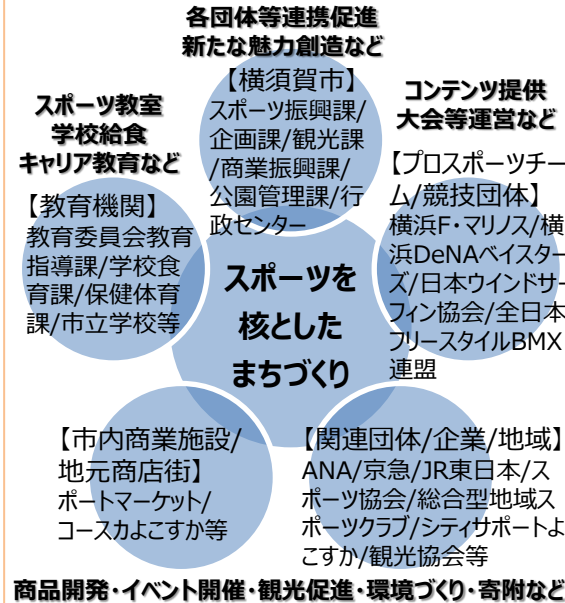 各団体等連携促進
新たな魅力創造など
【横須賀市】
スポーツ振興課/
企画課/観光課
/商業振興課/
公園管理課/行
政センター
スポーツ教室
学校給食
キャリア教育など
【教育機関】
教育委員会教育
指導課/学校食
育課/保健体育
課/市立学校等
コンテンツ提供
大会等運営など
【プロスポーツチー
ム/競技団体】
横浜F・マリノス/横
浜DeNAベイスター
ズ/日本ウインドサー
フィン協会/全日本
フリースタイルBMX
連盟
スポーツを
核とした
まちづくり
【市内商業施設/
地元商店街】
ポートマーケット/
コースカよこすか等
【関連団体/企業/地域】
ANA/京急/JR東日本/ス
ポーツ協会/総合型地域ス
ポーツクラブ/シティサポートよ
こすか/観光協会等
商品開発・イベント開催・観光促進・環境づくり・寄附など